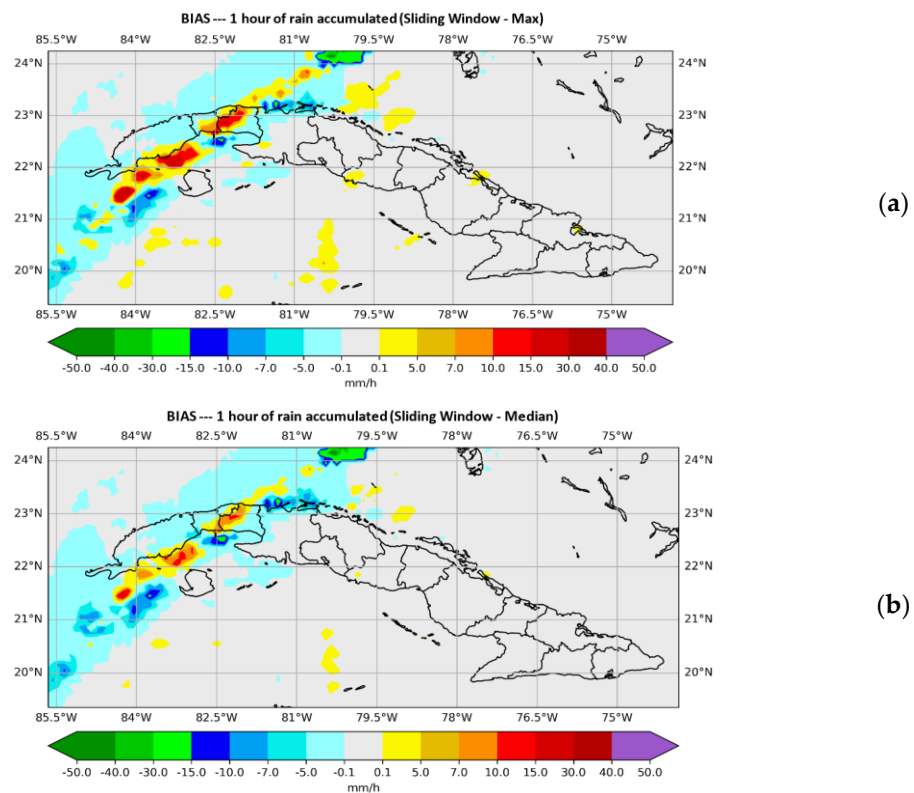 BIAS --- 1 hour of rain accumulated (Sliding Window - Max)
85.5°W 84°W 82.5°W 81°W 79.5°W 78°W 76.5°W 75°W
24°N 24°N
23°N 23°N
22°N 22°N
(a)
21°N 21°N
20°N 20°N
85.5°W 84°W 82.5°W 81°W 79.5°W 78°W 76.5°W 75°W
-50.0 -40.0 -30.0 -15.0 -10.0 -7.0 -5.0 -0.1 0.1 5.0 7.0 10.0 15.0 30.0 40.0 50.0
mm/h
BIAS --- 1 hour of rain accumulated (Sliding Window - Median)
85.5°W 84°W 82.5°W 81°W 79.5°W 78°W 76.5°W 75°W
24°N 24°N
23°N 23°N
22°N 22°N
(b)
21°N 21°N
20°N 20°N
85.5°W 84°W 82.5°W 81°W 79.5°W 78°W 76.5°W 75°W
-50.0 -40.0 -30.0 -15.0 -10.0 -7.0 -5.0 -0.1 0.1 5.0 7.0 10.0 15.0 30.0 40.0 50.0
mm/h